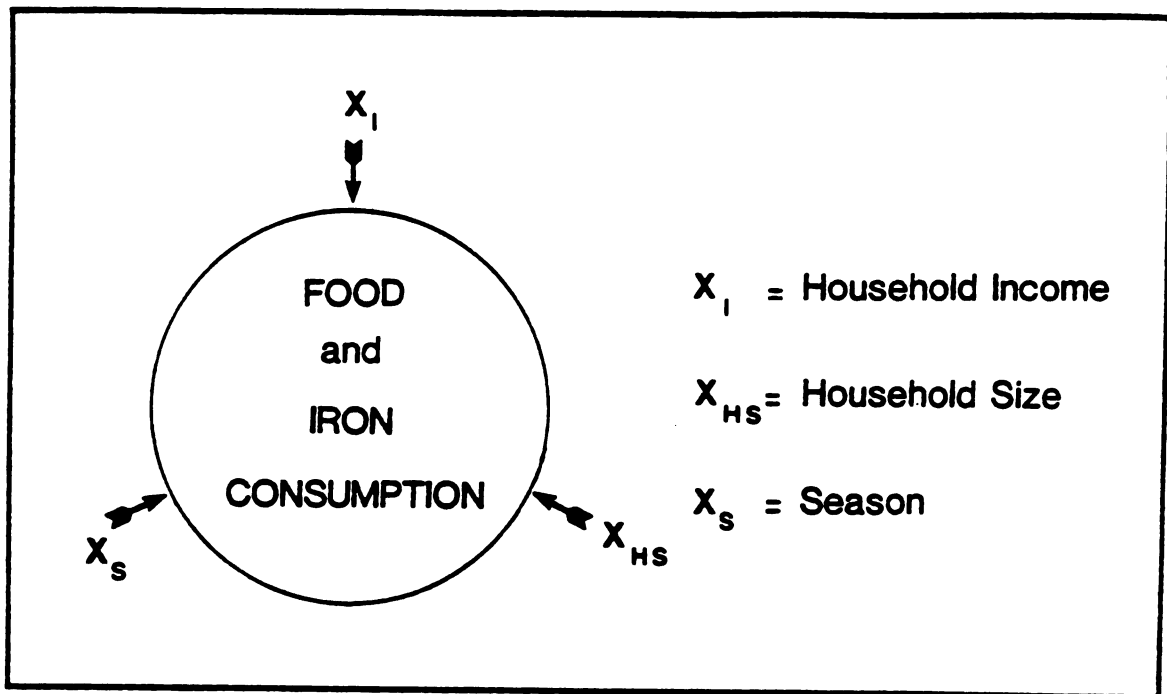 X_I
FOOD
and
IRON
CONSUMPTION
X_S
X_HS
X_I = Household Income
X_HS = Household Size
X_S = Season